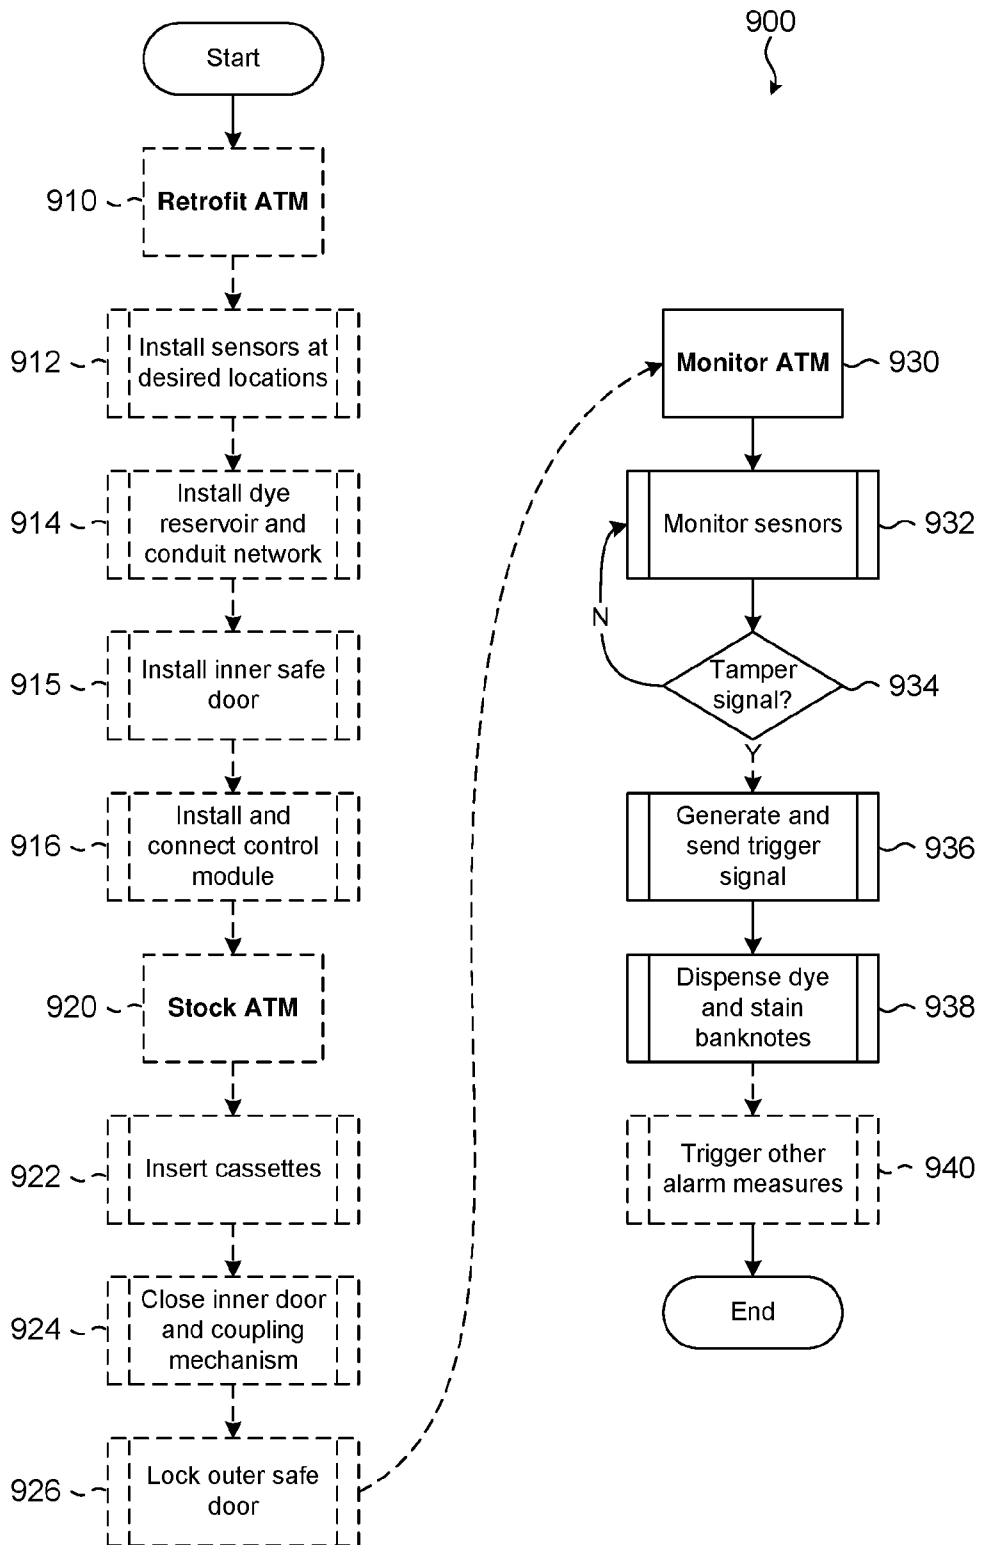 Start
900
910
Retrofit ATM
912
Install sensors at
desired locations
914
Install dye
reservoir and
conduit network
915
Install inner safe
door
916
Install and
connect control
module
920
Stock ATM
922
Insert cassettes
924
Close inner door
and coupling
mechanism
926
Lock outer safe
door
Monitor ATM
930
Monitor sesnors
932
N
Tamper
signal?
934
Y
Generate and
send trigger
signal
936
Dispense dye
and stain
banknotes
938
Trigger other
alarm measures
940
End